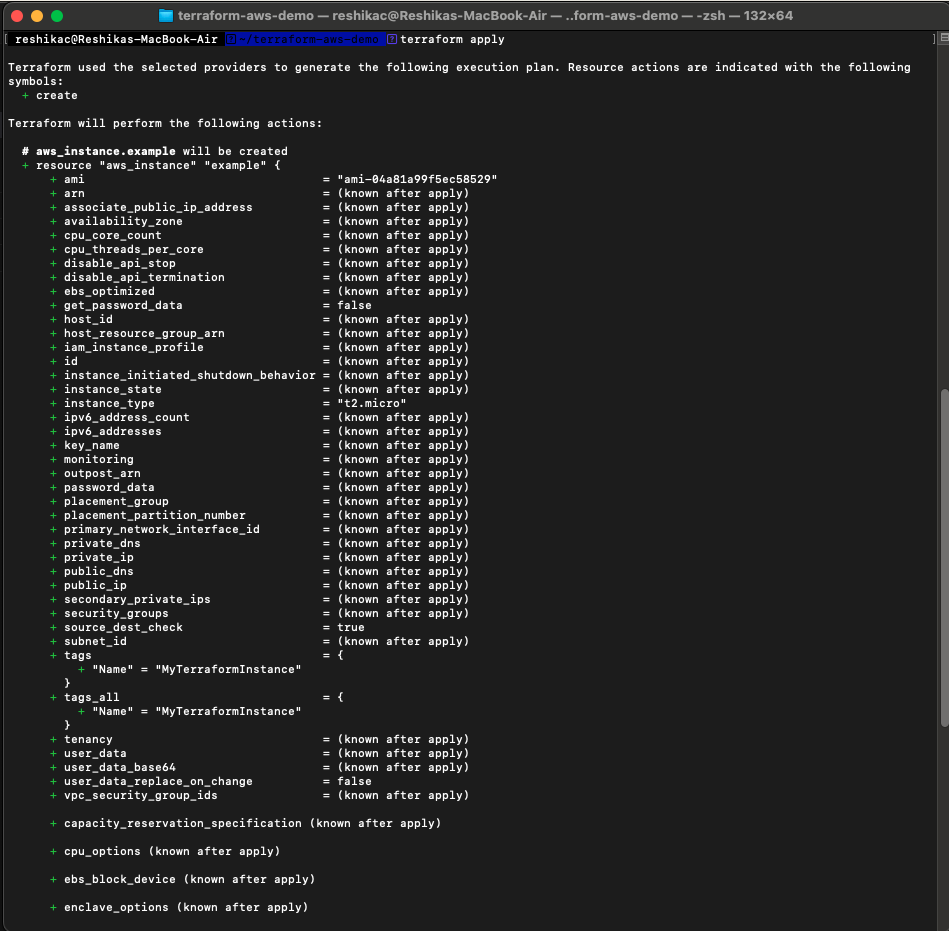 terraform-aws-demo — reshikac@Reshikas-MacBook-Air — ..form-aws-demo — -zsh — 132×64
[ reshikac@Reshikas-MacBook-Air ? ~/terraform-aws-demo ? terraform apply ]
Terraform used the selected providers to generate the following execution plan. Resource actions are indicated with the following
symbols:
+ create
Terraform will perform the following actions:
# aws_instance.example will be created
+ resource "aws_instance" "example" {
+ ami = "ami-04a81a99f5ec58529"
+ arn = (known after apply)
+ associate_public_ip_address = (known after apply)
+ availability_zone = (known after apply)
+ cpu_core_count = (known after apply)
+ cpu_threads_per_core = (known after apply)
+ disable_api_stop = (known after apply)
+ disable_api_termination = (known after apply)
+ ebs_optimized = (known after apply)
+ get_password_data = false
+ host_id = (known after apply)
+ host_resource_group_arn = (known after apply)
+ iam_instance_profile = (known after apply)
+ id = (known after apply)
+ instance_initiated_shutdown_behavior = (known after apply)
+ instance_state = (known after apply)
+ instance_type = "t2.micro"
+ ipv6_address_count = (known after apply)
+ ipv6_addresses = (known after apply)
+ key_name = (known after apply)
+ monitoring = (known after apply)
+ outpost_arn = (known after apply)
+ password_data = (known after apply)
+ placement_group = (known after apply)
+ placement_partition_number = (known after apply)
+ primary_network_interface_id = (known after apply)
+ private_dns = (known after apply)
+ private_ip = (known after apply)
+ public_dns = (known after apply)
+ public_ip = (known after apply)
+ secondary_private_ips = (known after apply)
+ security_groups = (known after apply)
+ source_dest_check = true
+ subnet_id = (known after apply)
+ tags = {
+ "Name" = "MyTerraformInstance"
}
+ tags_all = {
+ "Name" = "MyTerraformInstance"
}
+ tenancy = (known after apply)
+ user_data = (known after apply)
+ user_data_base64 = (known after apply)
+ user_data_replace_on_change = false
+ vpc_security_group_ids = (known after apply)
+ capacity_reservation_specification (known after apply)
+ cpu_options (known after apply)
+ ebs_block_device (known after apply)
+ enclave_options (known after apply)